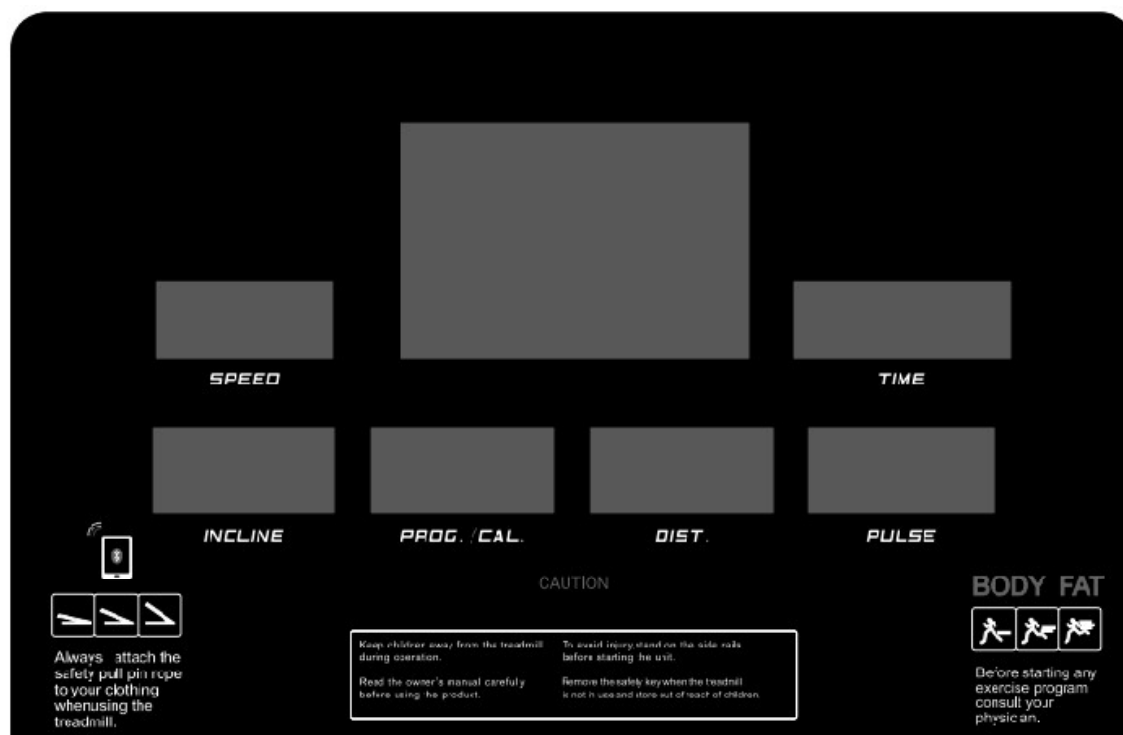 SPEED
TIME
INCLINE
PROG./CAL.
DIST.
PULSE
CAUTION
BODY FAT
Always attach the
safety pull pin rope
to your clothing
whenusing the
treadmill.
Keep children away from the treadmill
during operation.
Read the owner's manual carefully
before using the product.
To avoid injury, stand on the side rails
before starting the unit.
Remove the safety key when the treadmill
is not in use and store out of reach of children.
Before starting any
exercise program
consult your
physician.